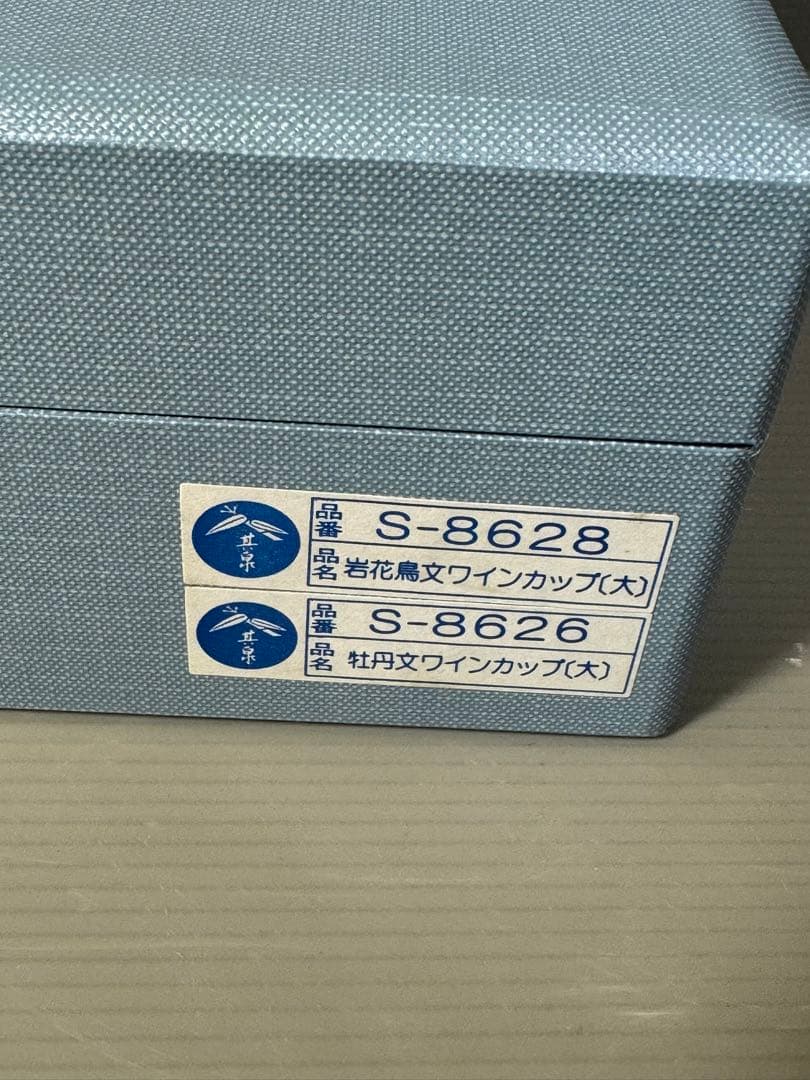 其泉
品番 S-8628
品名 岩花鳥文ワインカップ〔大〕
其泉
品番 S-8626
品名 牡丹文ワインカップ〔大〕